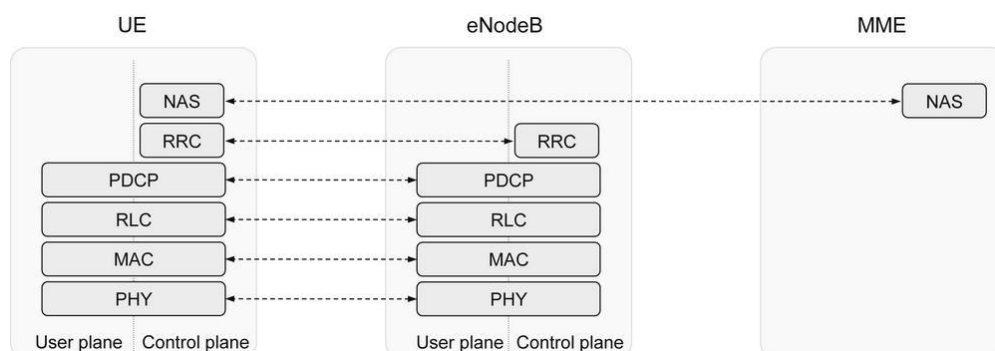 UE eNodeB MME
NAS NAS
RRC RRC
PDCP PDCP
RLC RLC
MAC MAC
PHY PHY
User plane Control plane User plane Control plane